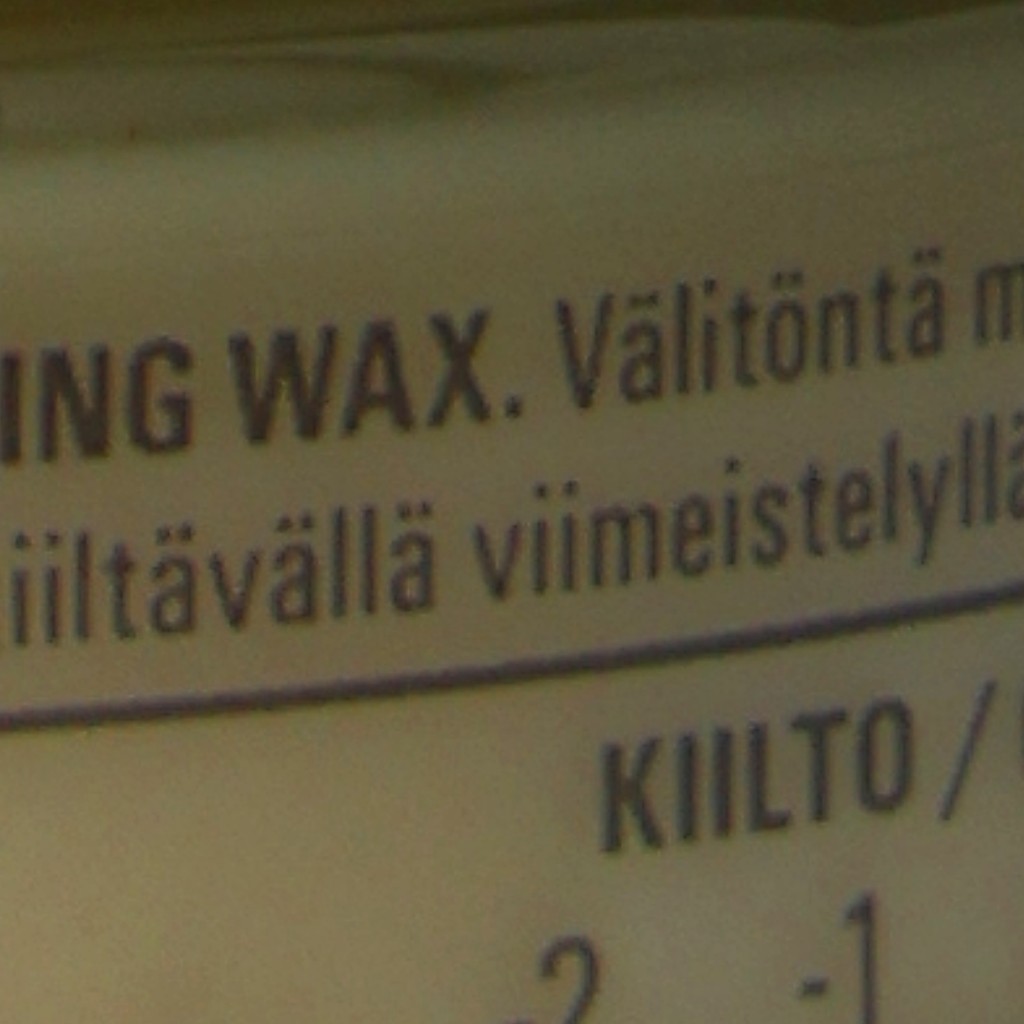 ING WAX. Välitöntä m
iiltävällä viimeistelyllä
KIILTO /
-2 -1